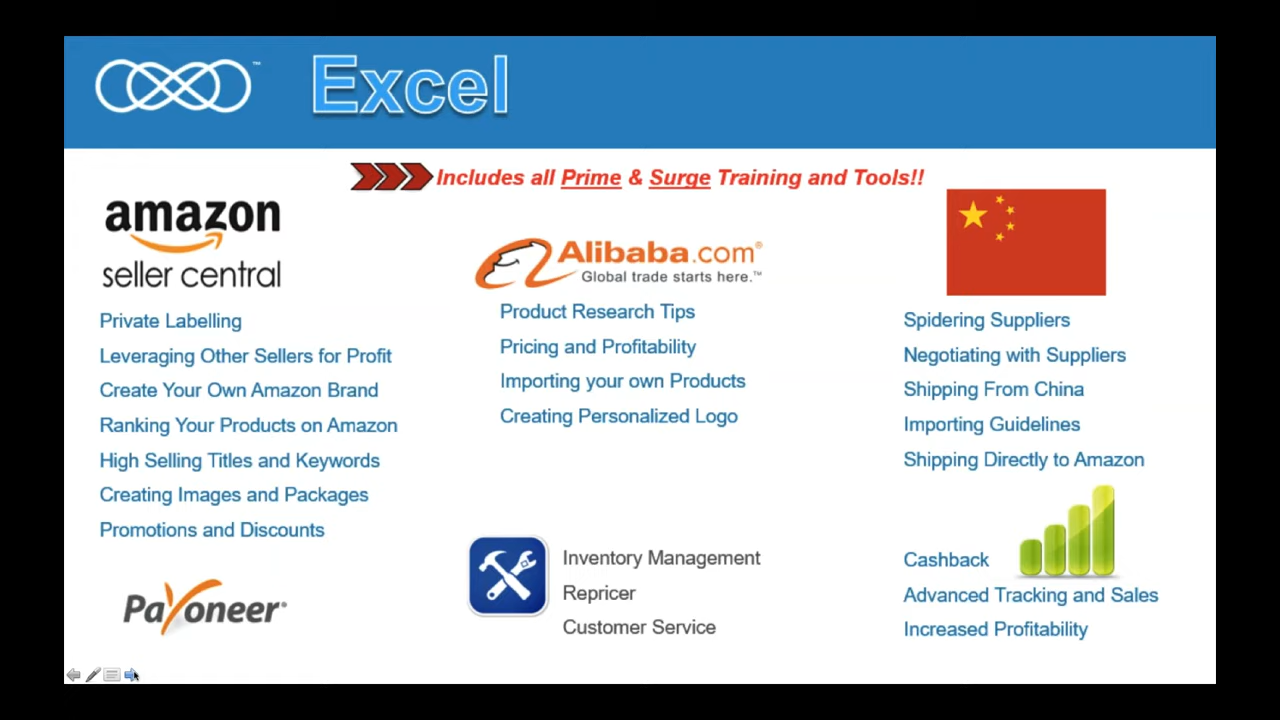 ™
Excel
Includes all Prime & Surge Training and Tools!!
amazon
seller central
Private Labelling
Leveraging Other Sellers for Profit
Create Your Own Amazon Brand
Ranking Your Products on Amazon
High Selling Titles and Keywords
Creating Images and Packages
Promotions and Discounts
Payoneer®
Alibaba.com®
Global trade starts here.™
Product Research Tips
Pricing and Profitability
Importing your own Products
Creating Personalized Logo
Inventory Management
Repricer
Customer Service
Spidering Suppliers
Negotiating with Suppliers
Shipping From China
Importing Guidelines
Shipping Directly to Amazon
Cashback
Advanced Tracking and Sales
Increased Profitability